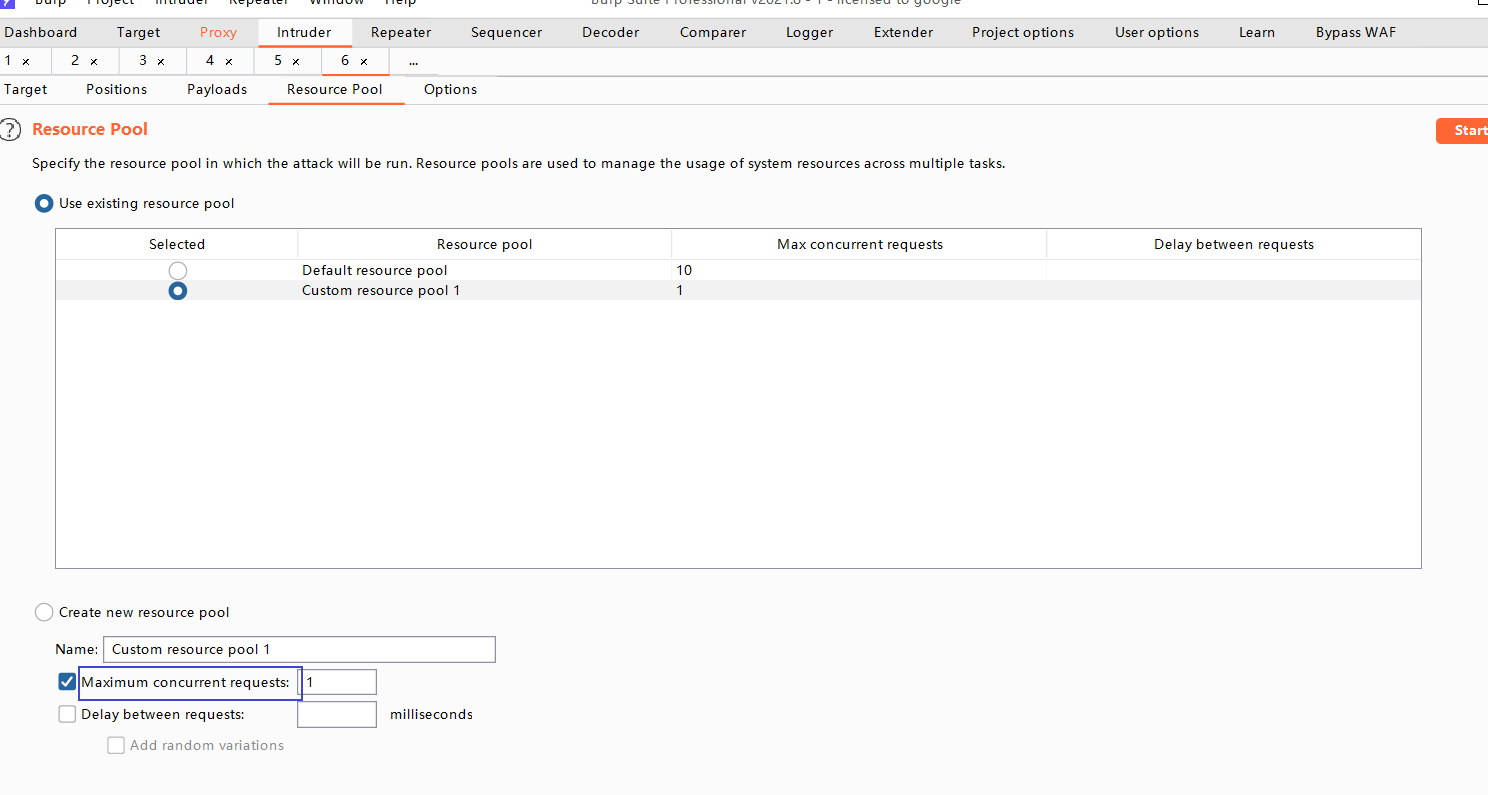 Burp Project Intruder Repeater Window Help Burp Suite Professional v2021.8 - 1 - licensed to google
Dashboard Target Proxy Intruder Repeater Sequencer Decoder Comparer Logger Extender Project options User options Learn Bypass WAF
1 × 2 × 3 × 4 × 5 × 6 × ...
Target Positions Payloads Resource Pool Options
? Resource Pool Start
Specify the resource pool in which the attack will be run. Resource pools are used to manage the usage of system resources across multiple tasks.
Use existing resource pool
Selected Resource pool Max concurrent requests Delay between requests
Default resource pool 10
Custom resource pool 1 1
Create new resource pool
Name: Custom resource pool 1
Maximum concurrent requests: 1
Delay between requests: milliseconds
Add random variations